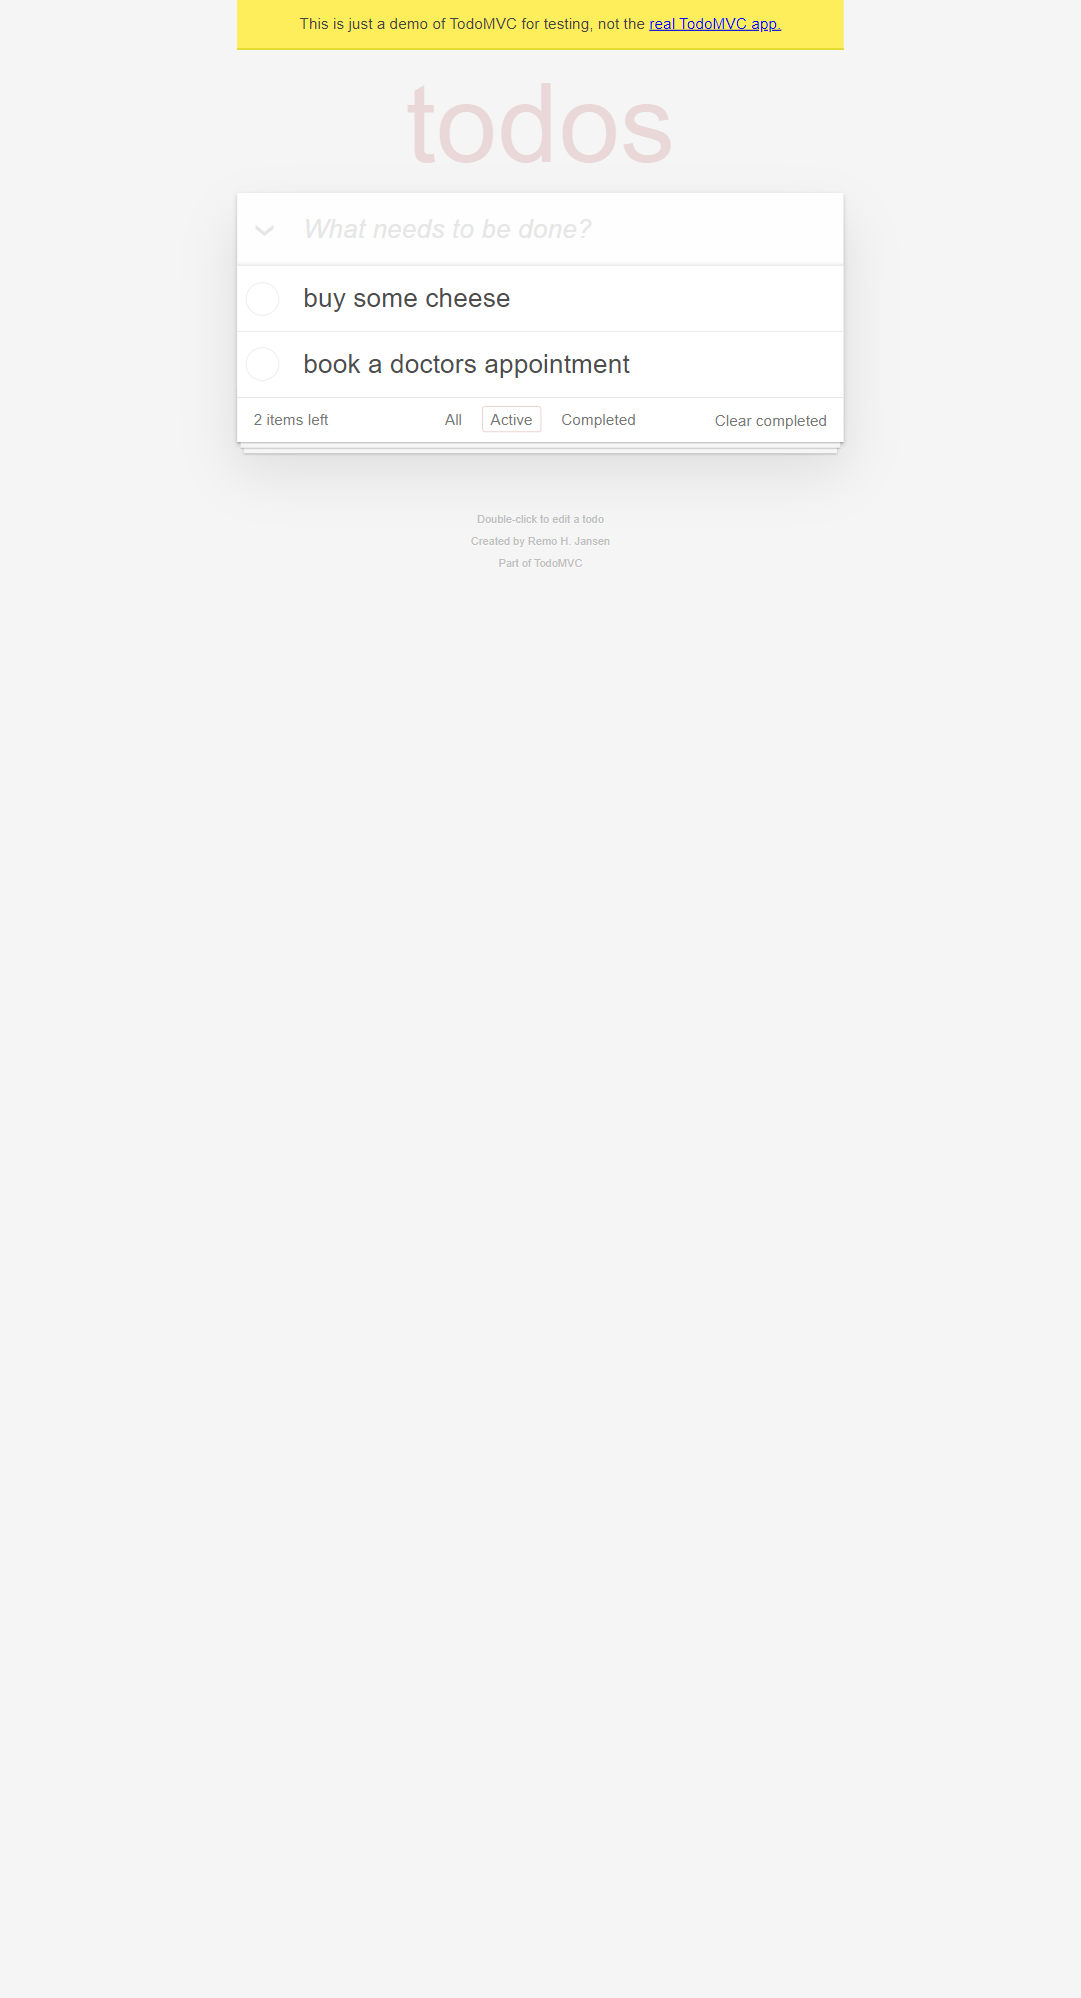 This is just a demo of TodoMVC for testing, not the real TodoMVC app.
todos
What needs to be done?
buy some cheese
book a doctors appointment
2 items left All Active Completed Clear completed
Double-click to edit a todo
Created by Remo H. Jansen
Part of TodoMVC